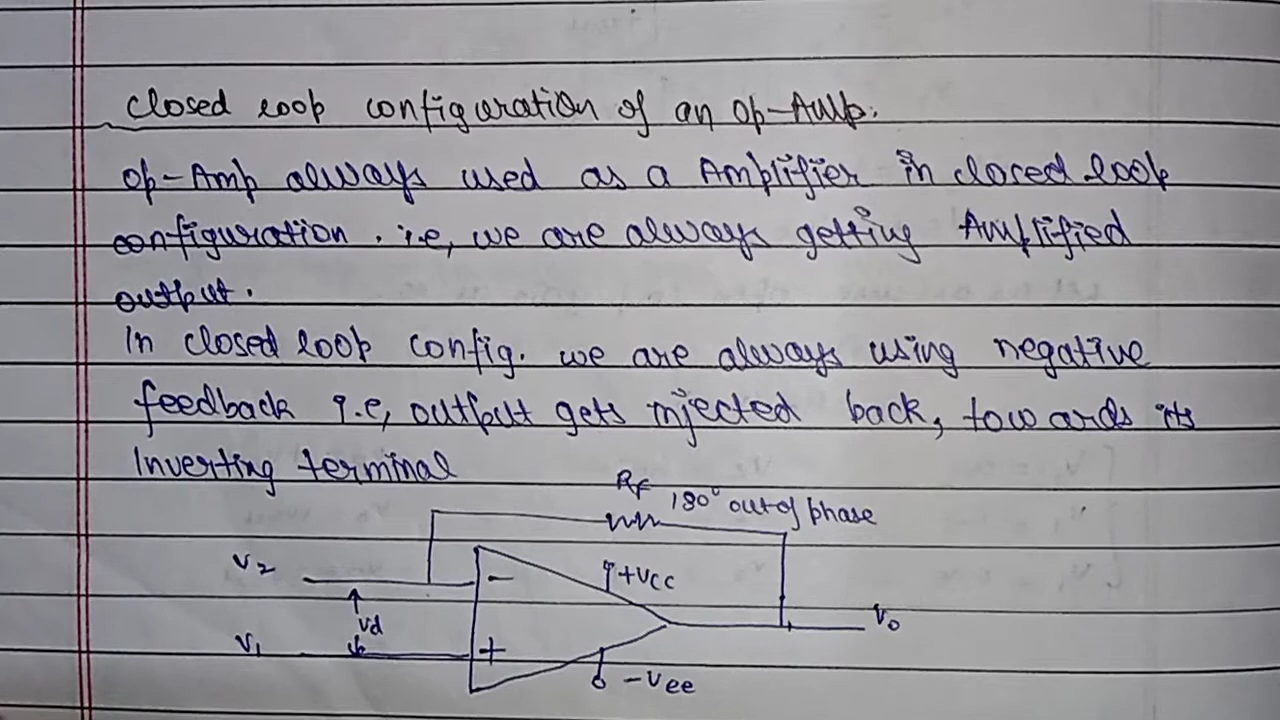 closed loop configuration of an op-Amp.
op-Amp always used as a Amplifier in closed loop
configuration. i.e, we are always getting Amplified
output.
In closed loop config. we are always using negative
feedback i.e, output gets injected back, towards its
Inverting terminal
RF 180° out of phase
V2
-
+Vcc
Vd
Vo
V1
+
-Vee